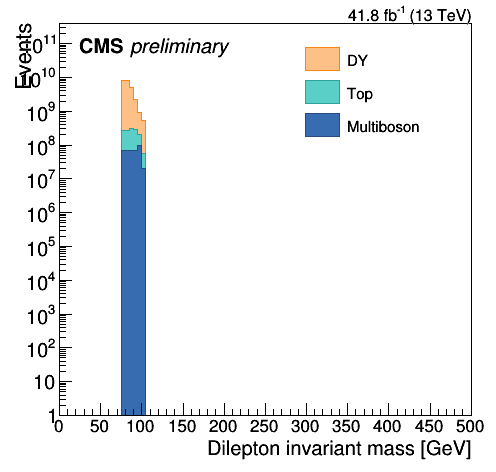 41.8 fb⁻¹ (13 TeV)
Events
CMS preliminary
DY
Top
Multiboson
10¹¹
10¹⁰
10⁹
10⁸
10⁷
10⁶
10⁵
10⁴
10³
10²
10
1
0 50 100 150 200 250 300 350 400 450 500
Dilepton invariant mass [GeV]